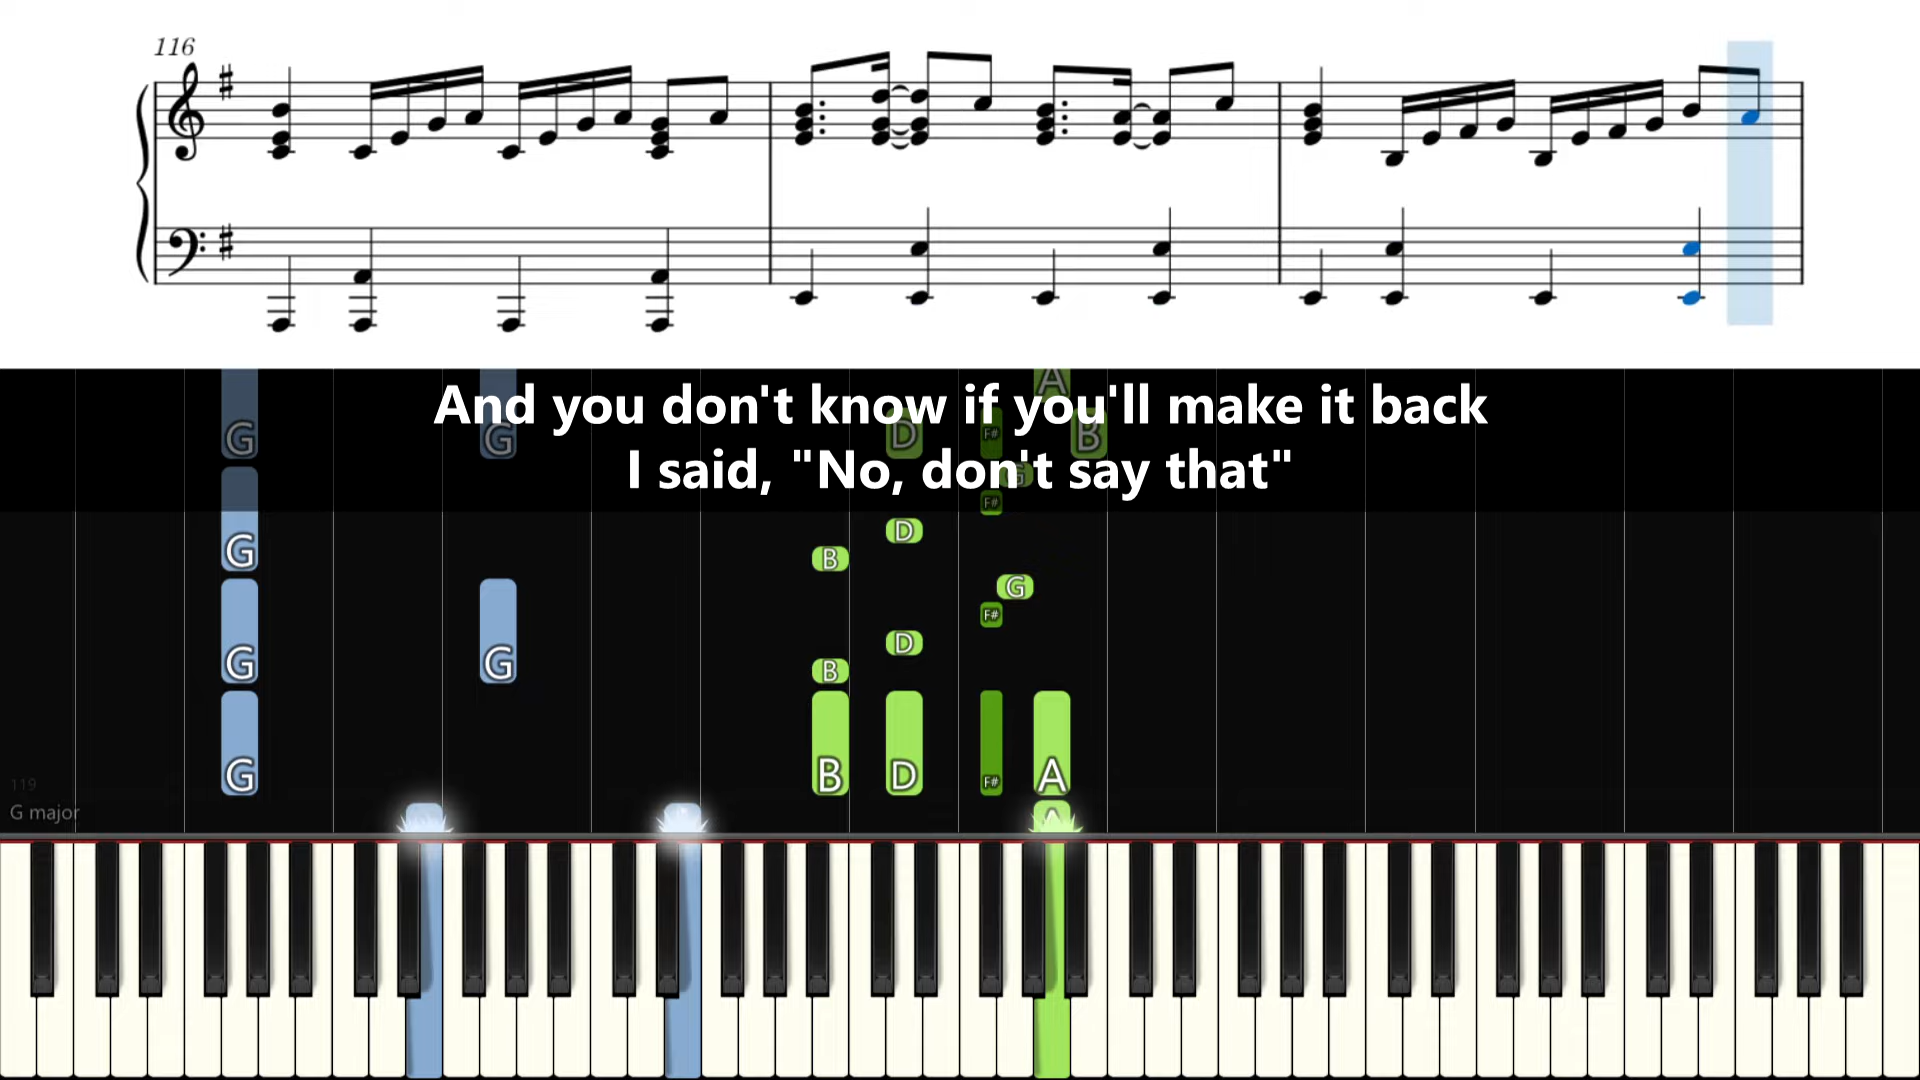 116
A
And you don't know if you'll make it back
G G D F# B
I said, "No, don't say that"
G
F#
D
G B
G
F#
D
G G B
G B D F# A
119
G major
A